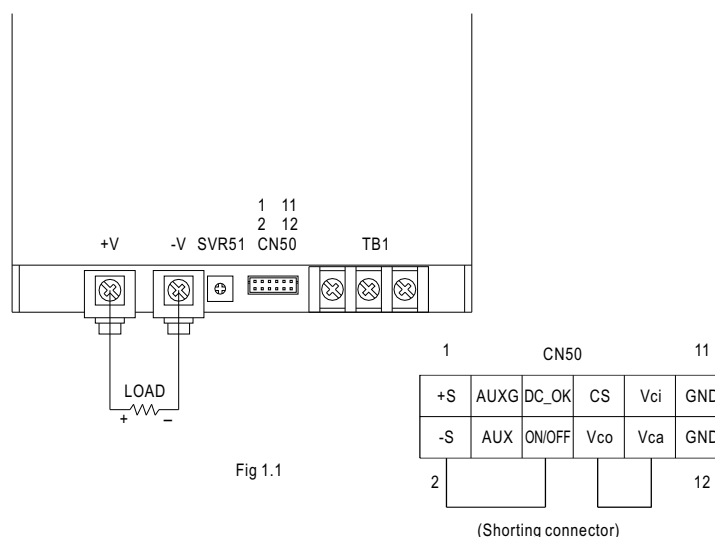 1 11
2 12
+V -V SVR51 CN50 TB1
LOAD
+ –
Fig 1.1
1 CN50 11
+S AUXG DC_OK CS Vci GND
-S AUX ON/OFF Vco Vca GND
2 12
(Shorting connector)